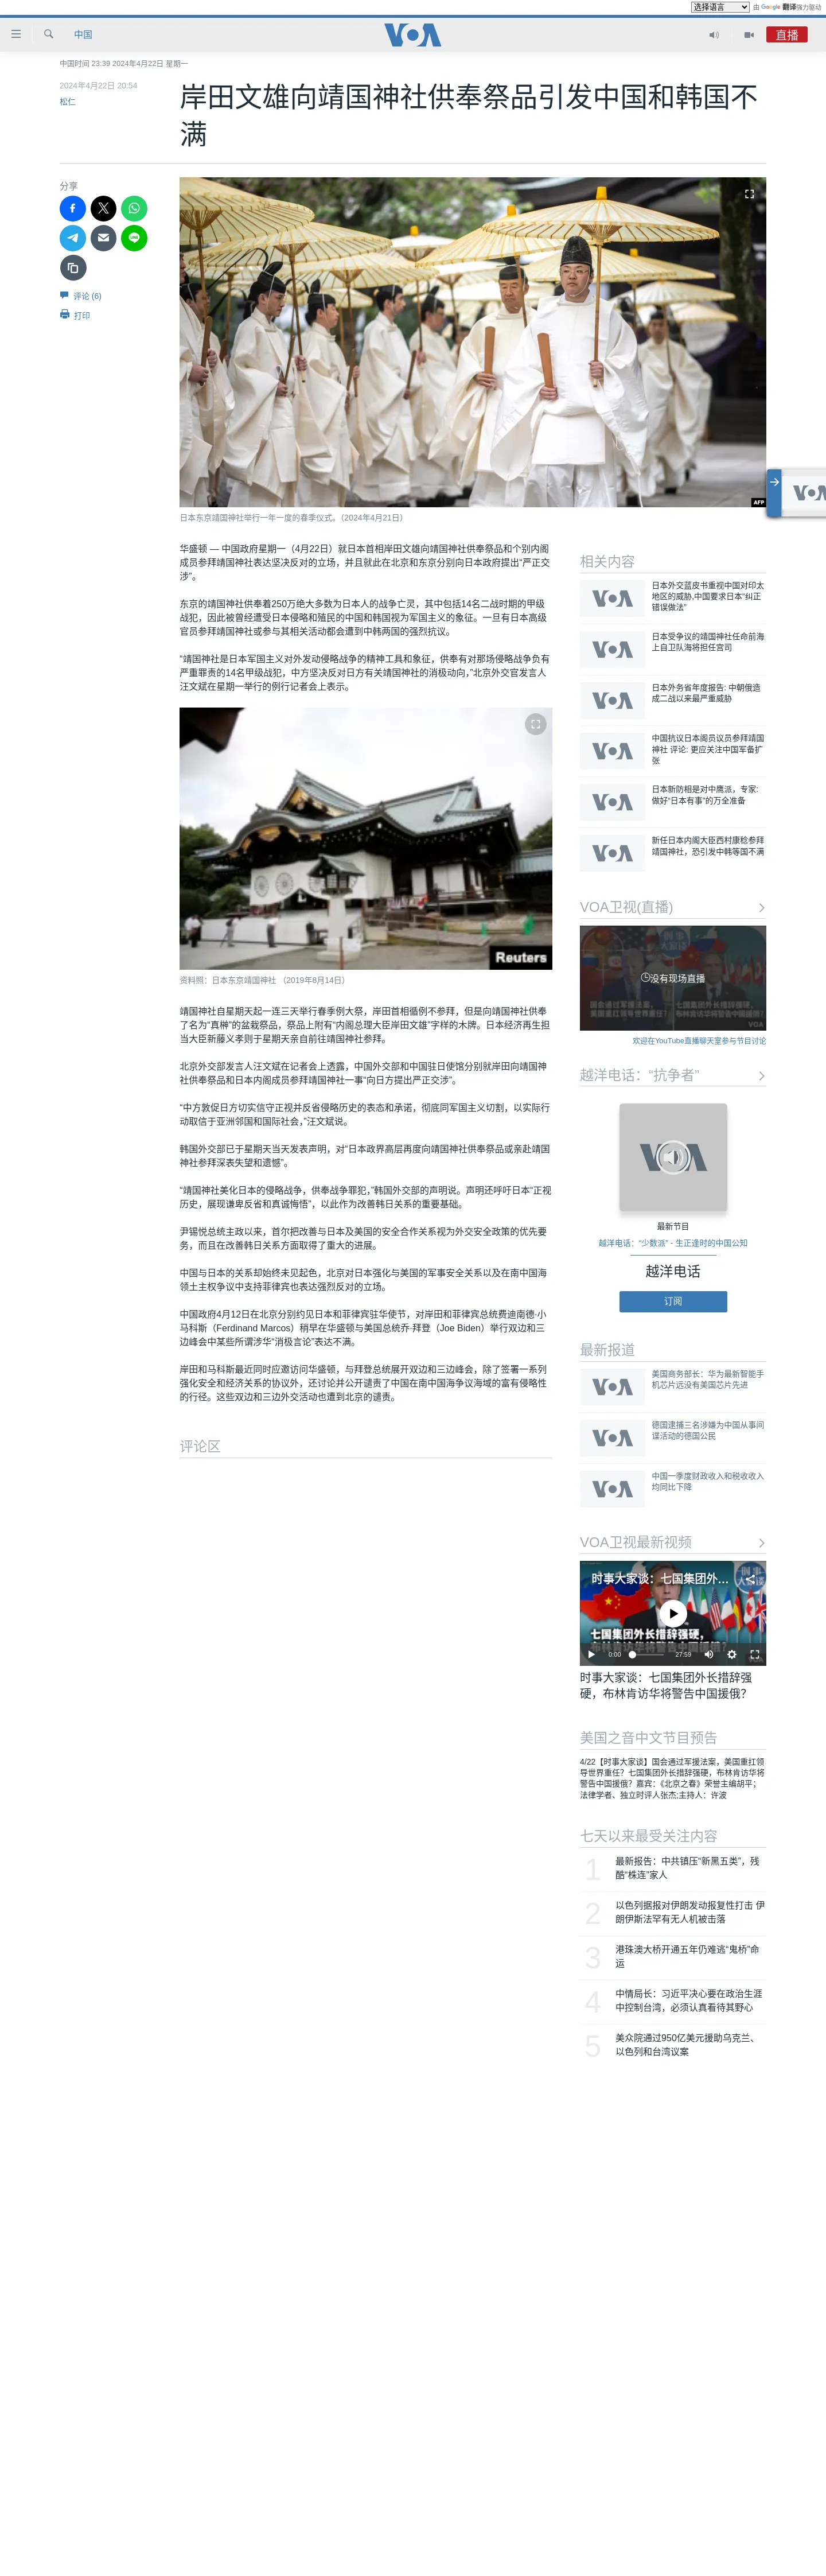 选择语言
由 Google 翻译强力驱动
中国
VOA
直播
中国时间 23:39 2024年4月22日 星期一
2024年4月22日 20:54
松仁
岸田文雄向靖国神社供奉祭品引发中国和韩国不
满
分享
评论 (6)
打印
AFP
日本东京靖国神社举行一年一度的春季仪式。（2024年4月21日）
华盛顿 — 中国政府星期一（4月22日）就日本首相岸田文雄向靖国神社供奉祭品和个别内阁
成员参拜靖国神社表达坚决反对的立场，并且就此在北京和东京分别向日本政府提出“严正交
涉”。
东京的靖国神社供奉着250万绝大多数为日本人的战争亡灵，其中包括14名二战时期的甲级
战犯，因此被曾经遭受日本侵略和殖民的中国和韩国视为军国主义的象征。一旦有日本高级
官员参拜靖国神社或参与其相关活动都会遭到中韩两国的强烈抗议。
“靖国神社是日本军国主义对外发动侵略战争的精神工具和象征，供奉有对那场侵略战争负有
严重罪责的14名甲级战犯，中方坚决反对日方有关靖国神社的消极动向，”北京外交官发言人
汪文斌在星期一举行的例行记者会上表示。
Reuters
资料照：日本东京靖国神社 （2019年8月14日）
靖国神社自星期天起一连三天举行春季例大祭，岸田首相循例不参拜，但是向靖国神社供奉
了名为“真榊”的盆栽祭品，祭品上附有“内阁总理大臣岸田文雄”字样的木牌。日本经济再生担
当大臣新藤义孝则于星期天亲自前往靖国神社参拜。
北京外交部发言人汪文斌在记者会上透露，中国外交部和中国驻日使馆分别就岸田向靖国神
社供奉祭品和日本内阁成员参拜靖国神社一事“向日方提出严正交涉”。
“中方敦促日方切实信守正视并反省侵略历史的表态和承诺，彻底同军国主义切割，以实际行
动取信于亚洲邻国和国际社会，”汪文斌说。
韩国外交部已于星期天当天发表声明，对“日本政界高层再度向靖国神社供奉祭品或亲赴靖国
神社参拜深表失望和遗憾”。
“靖国神社美化日本的侵略战争，供奉战争罪犯，”韩国外交部的声明说。声明还呼吁日本“正视
历史，展现谦卑反省和真诚悔悟”，以此作为改善韩日关系的重要基础。
尹锡悦总统主政以来，首尔把改善与日本及美国的安全合作关系视为外交安全政策的优先要
务，而且在改善韩日关系方面取得了重大的进展。
中国与日本的关系却始终未见起色，北京对日本强化与美国的军事安全关系以及在南中国海
领土主权争议中支持菲律宾也表达强烈反对的立场。
中国政府4月12日在北京分别约见日本和菲律宾驻华使节，对岸田和菲律宾总统费迪南德·小
马科斯（Ferdinand Marcos）稍早在华盛顿与美国总统乔·拜登（Joe Biden）举行双边和三
边峰会中某些所谓涉华“消极言论”表达不满。
岸田和马科斯最近同时应邀访问华盛顿，与拜登总统展开双边和三边峰会，除了签署一系列
强化安全和经济关系的协议外，还讨论并公开谴责了中国在南中国海争议海域的富有侵略性
的行径。这些双边和三边外交活动也遭到北京的谴责。
评论区
相关内容
日本外交蓝皮书重视中国对印太
地区的威胁,中国要求日本“纠正
错误做法”
日本受争议的靖国神社任命前海
上自卫队海将担任宫司
日本外务省年度报告: 中朝俄造
成二战以来最严重威胁
中国抗议日本阁员议员参拜靖国
神社 评论: 更应关注中国军备扩
张
日本新防相是对中鹰派，专家:
做好“日本有事”的万全准备
新任日本内阁大臣西村康稔参拜
靖国神社，恐引发中韩等国不满
VOA卫视(直播)
没有现场直播
欢迎在YouTube直播聊天室参与节目讨论
越洋电话：“抗争者”
最新节目
越洋电话：“少数派” - 生正逢时的中国公知
越洋电话
订阅
最新报道
美国商务部长：华为最新智能手
机芯片远没有美国芯片先进
德国逮捕三名涉嫌为中国从事间
谍活动的德国公民
中国一季度财政收入和税收收入
均同比下降
VOA卫视最新视频
时事大家谈：七国集团外...
七国集团外长措辞强硬，
0:00
27:59
时事大家谈：七国集团外长措辞强
硬，布林肯访华将警告中国援俄？
美国之音中文节目预告
4/22【时事大家谈】国会通过军援法案，美国重扛领
导世界重任？七国集团外长措辞强硬，布林肯访华将
警告中国援俄？嘉宾：《北京之春》荣誉主编胡平；
法律学者、独立时评人张杰;主持人：许波
七天以来最受关注内容
1
最新报告：中共镇压“新黑五类”，残
酷“株连”家人
2
以色列据报对伊朗发动报复性打击 伊
朗伊斯法罕有无人机被击落
3
港珠澳大桥开通五年仍难逃“鬼桥”命
运
4
中情局长：习近平决心要在政治生涯
中控制台湾，必须认真看待其野心
5
美众院通过950亿美元援助乌克兰、
以色列和台湾议案